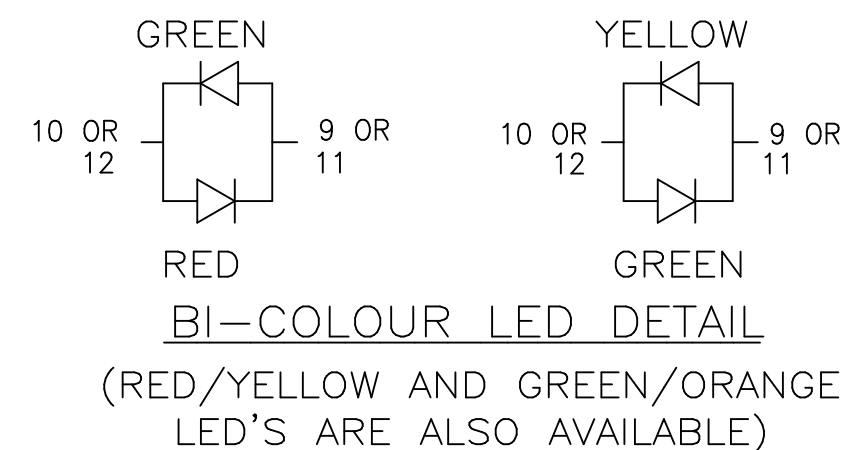 GREEN
YELLOW
10 OR
12
9 OR
11
10 OR
12
9 OR
11
RED
GREEN
BI-COLOUR LED DETAIL
(RED/YELLOW AND GREEN/ORANGE
LED'S ARE ALSO AVAILABLE)